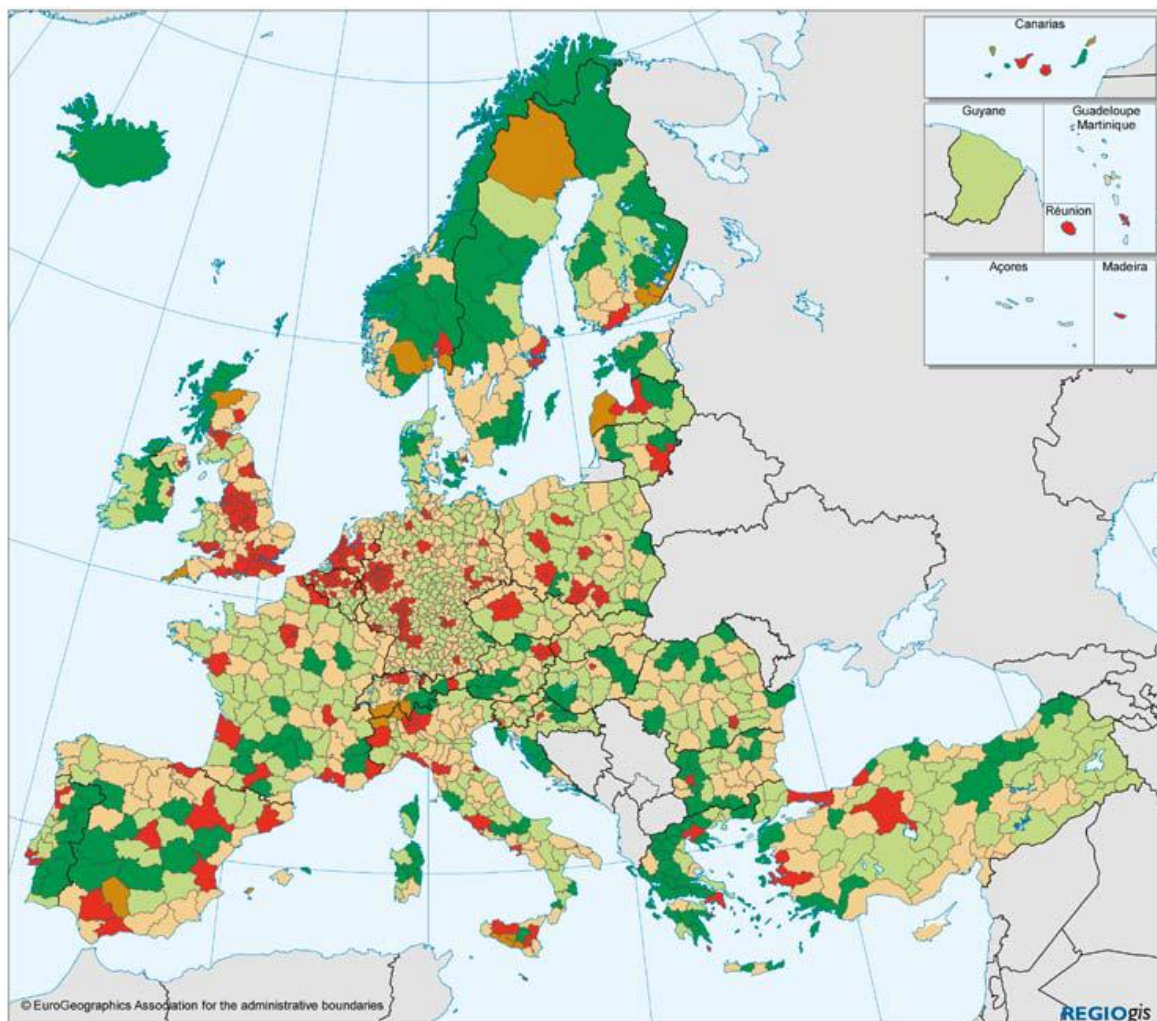 Canarias
Guyane
Guadeloupe
Martinique
Réunion
Açores
Madeira
© EuroGeographics Association for the administrative boundaries
REGIOgis